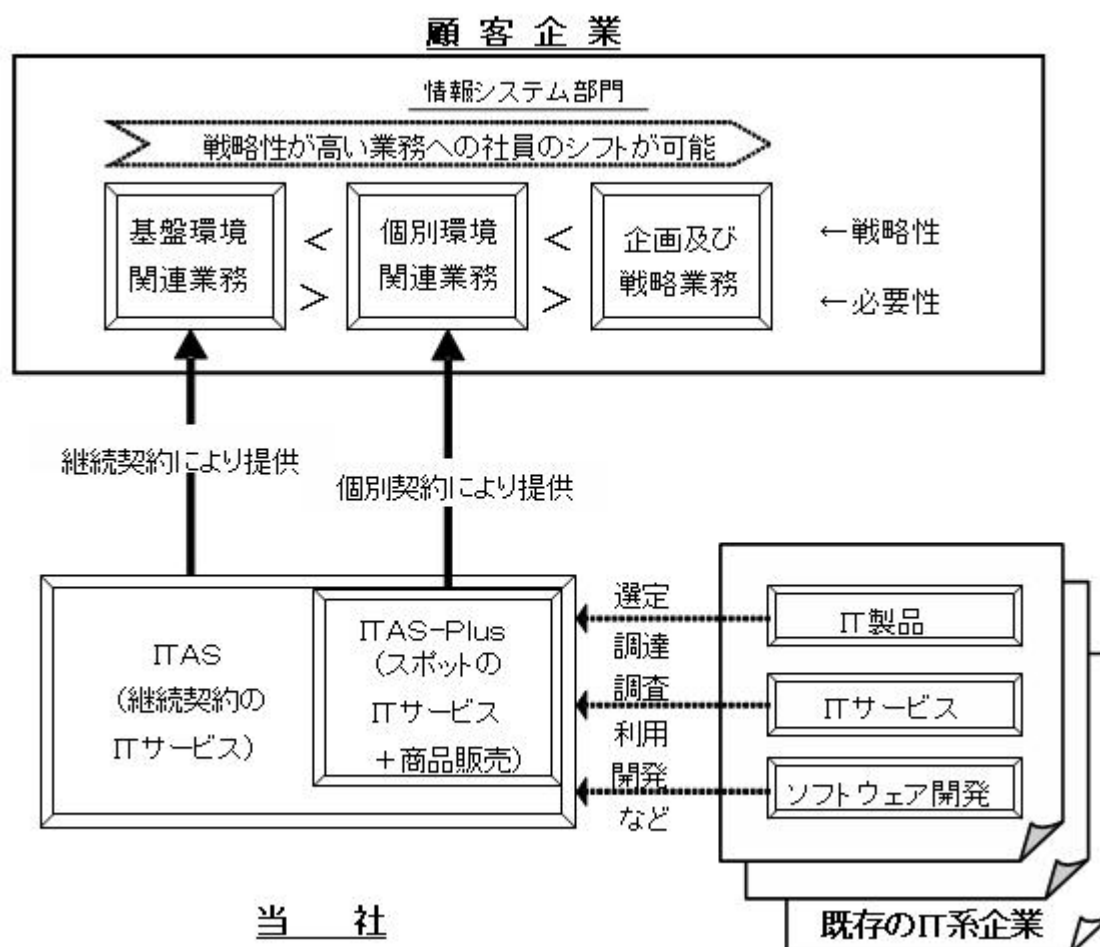 顧客企業
情報システム部門
戦略性が高い業務への社員のシフトが可能
基盤環境
関連業務
<
>
個別環境
関連業務
<
>
企画及び
戦略業務
←戦略性
←必要性
継続契約により提供
個別契約により提供
ITAS
(継続契約の
ITサービス)
ITAS-Plus
(スポットの
ITサービス
+商品販売)
選定
調達
調査
利用
開発
など
IT製品
ITサービス
ソフトウェア開発
当社
既存のIT系企業